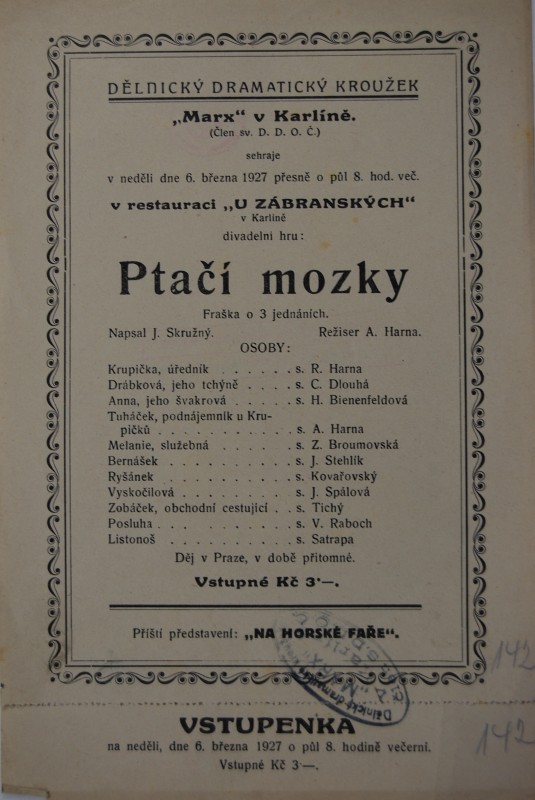 DĚLNICKÝ DRAMATICKÝ KROUŽEK
„Marx“ v Karlíně.
(Člen sv. D. D. O. Č.)
sehraje
v neděli dne 6. března 1927 přesně o půl 8. hod. več.
v restauraci „U ZÁBRANSKÝCH“
v Karlíně
divadelní hru:
Ptačí mozky
Fraška o 3 jednáních.
Napsal J. Skružný. Režiser A. Harna.
OSOBY:
Krupička, úředník . . . . . . s. R. Harna
Drábková, jeho tchýně . . . . s. C. Dlouhá
Anna, jeho švakrová . . . . . s. H. Bienenfeldová
Tuháček, podnájemník u Kru-
pičků . . . . . . . . . . . s. A. Harna
Melanie, služebná . . . . . . s. Z. Broumovská
Bernášek . . . . . . . . . . s. J. Stehlík
Ryšánek . . . . . . . . . . s. Kovařovský
Vyskočilová . . . . . . . . . s. J. Spálová
Zobáček, obchodní cestující . . s. Tichý
Posluha . . . . . . . . . . . s. V. Raboch
Listonoš . . . . . . . . . . s. Satrapa
Děj v Praze, v době přítomné.
Vstupné Kč 3·—.
Příští představení: „NA HORSKÉ FAŘE“.
Dělnický dramatický
"MARX"
142
VSTUPENKA
na neděli, dne 6. března 1927 o půl 8. hodině večerní.
Vstupné Kč 3·—.
142